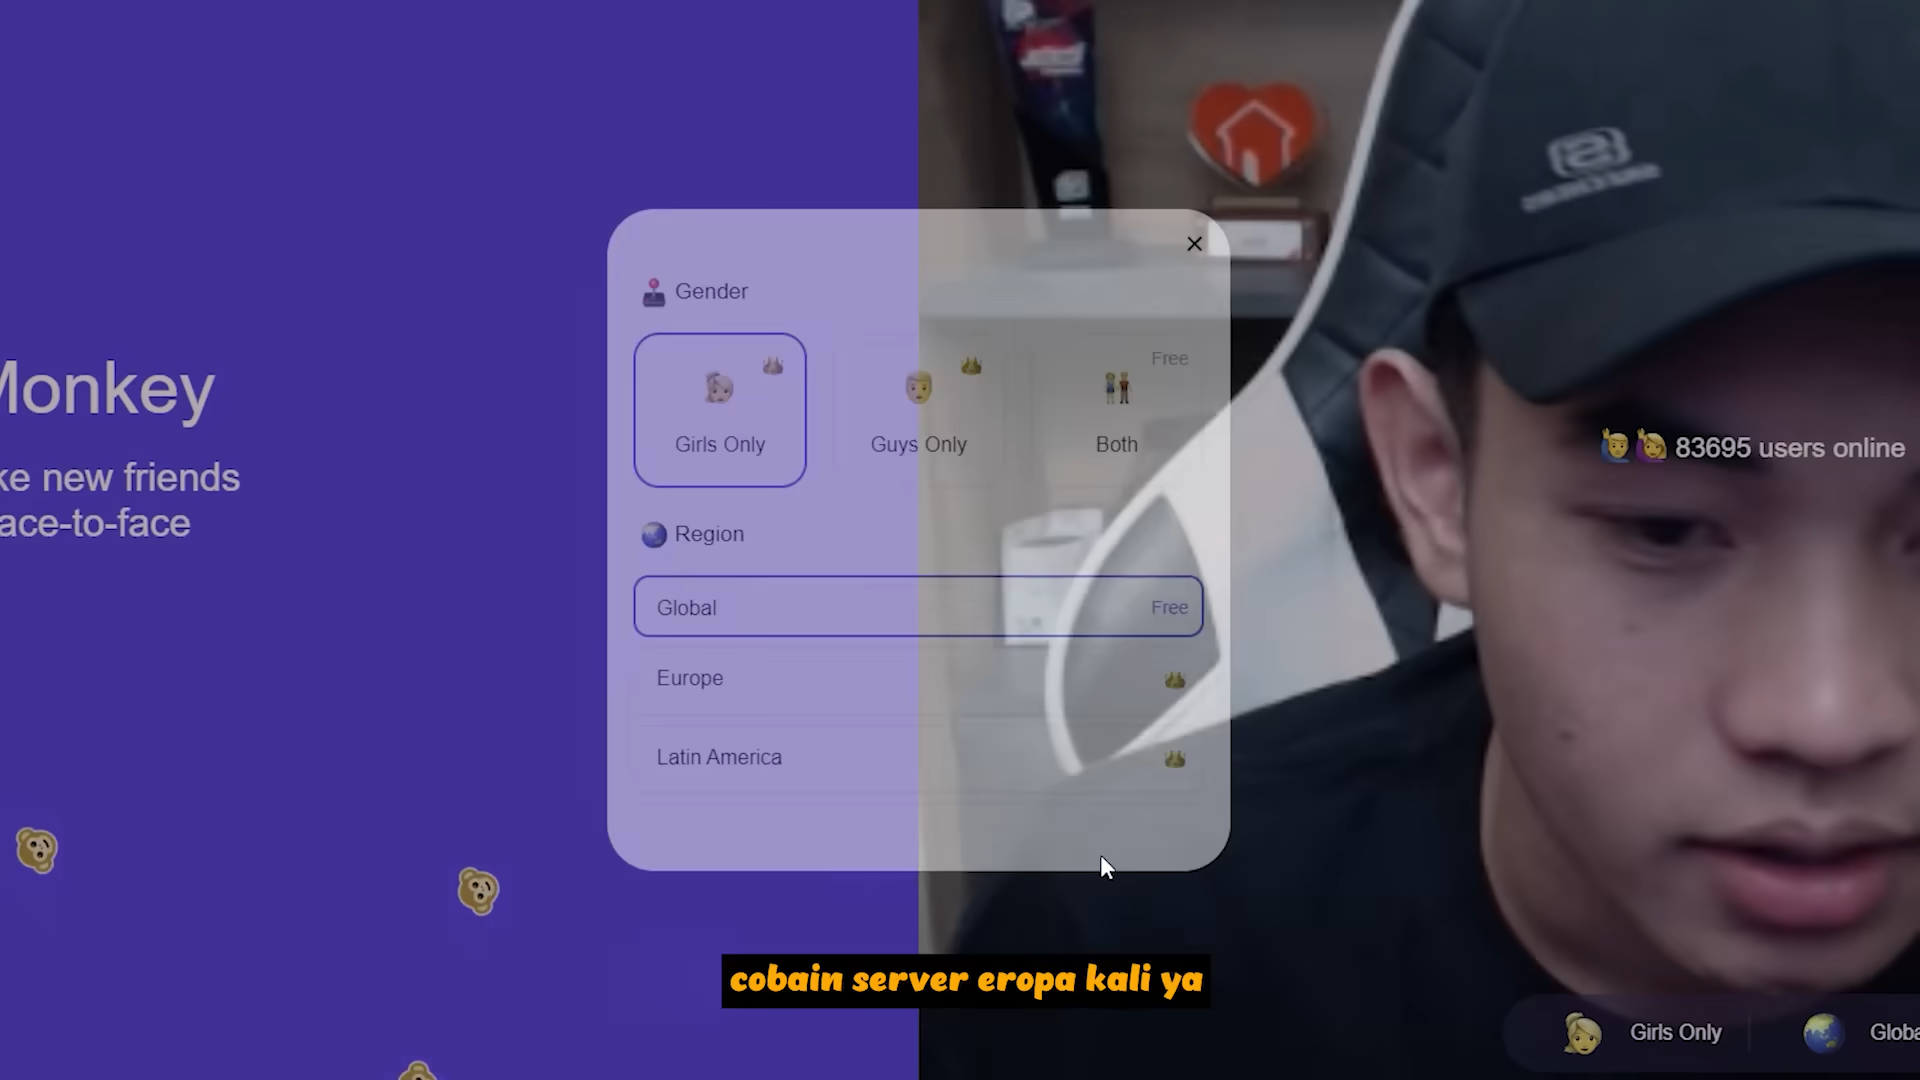 Monkey
ke new friends
ace-to-face
Gender
Free
Girls Only
Guys Only
Both
Region
Global
Free
Europe
Latin America
83695 users online
cobain server eropa kali ya
Girls Only
Globa